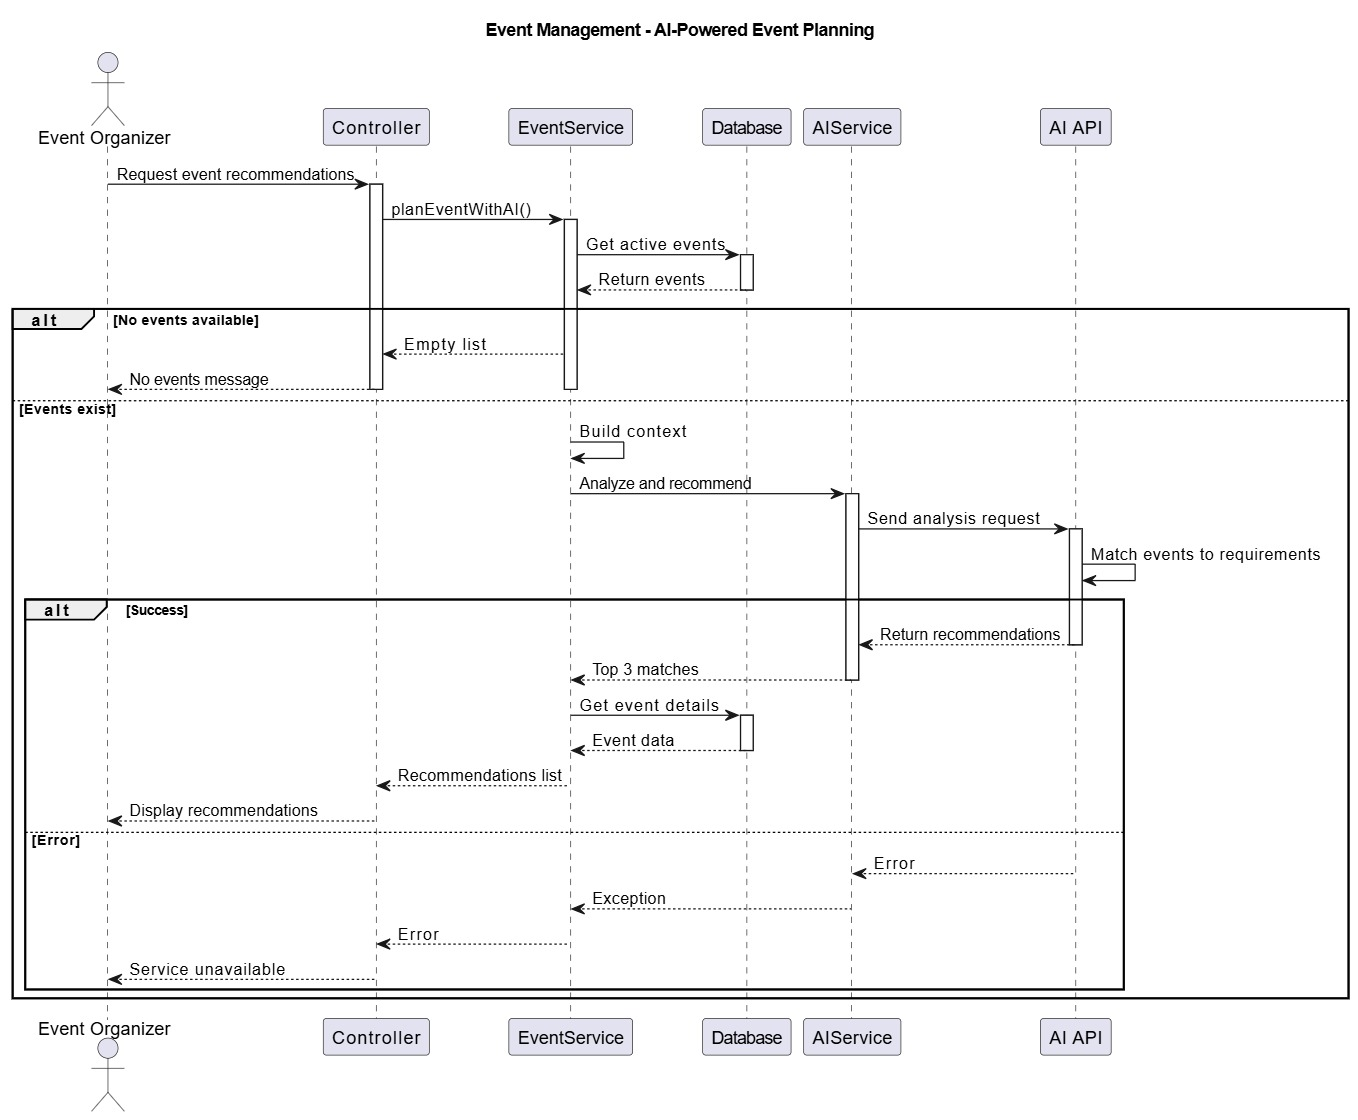 Event Management - AI-Powered Event Planning
Event Organizer
Controller
EventService
Database
AIService
AI API
Request event recommendations
planEventWithAI()
Get active events
Return events
alt
[No events available]
Empty list
No events message
[Events exist]
Build context
Analyze and recommend
Send analysis request
Match events to requirements
alt
[Success]
Return recommendations
Top 3 matches
Get event details
Event data
Recommendations list
Display recommendations
[Error]
Error
Exception
Error
Service unavailable
Event Organizer
Controller
EventService
Database
AIService
AI API